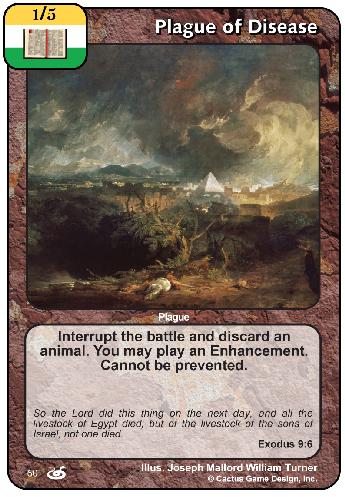 1/5
Plague of Disease
Plague
Interrupt the battle and discard an
animal. You may play an Enhancement.
Cannot be prevented.
So the Lord did this thing on the next day, and all the
livestock of Egypt died, but of the livestock of the sons of
Israel, not one died.
Exodus 9:6
Illus. Joseph Mallord William Turner
© Cactus Game Design, Inc.